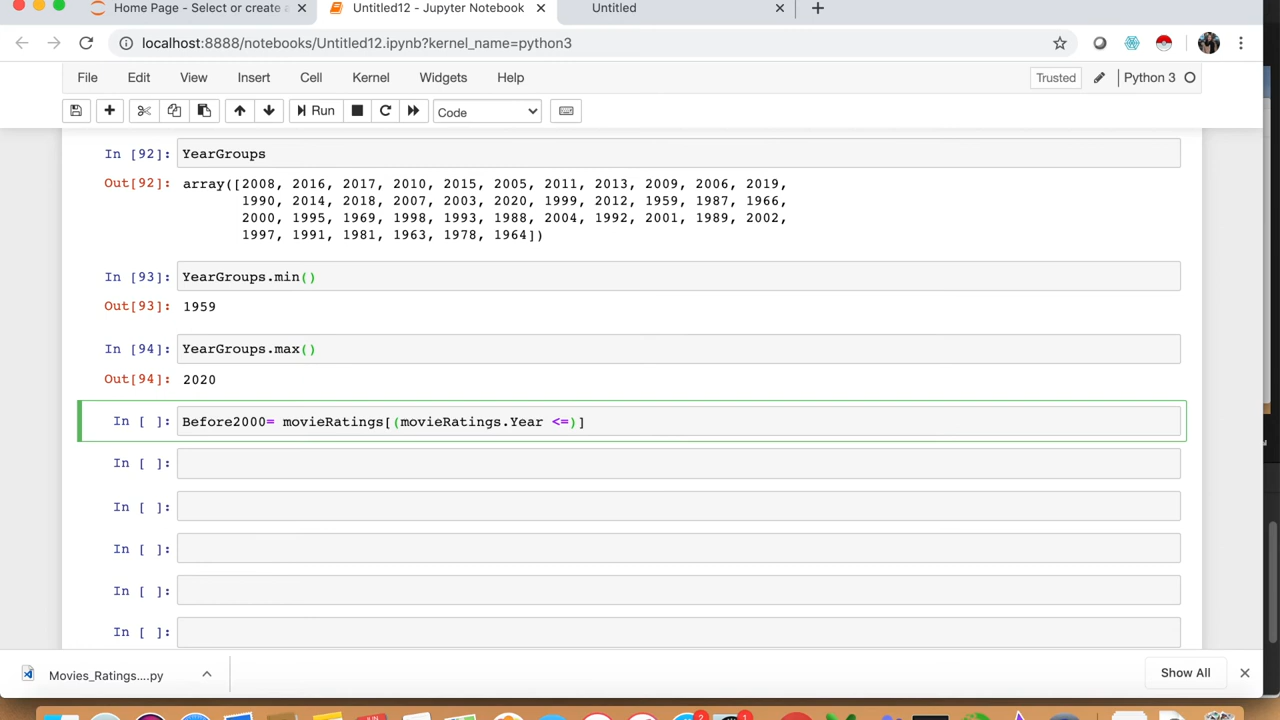 Home Page - Select or create a
Untitled12 - Jupyter Notebook
Untitled
localhost:8888/notebooks/Untitled12.ipynb?kernel_name=python3
File Edit View Insert Cell Kernel Widgets Help
Trusted
Python 3
Run
Code
In [92]: YearGroups
Out[92]: array([2008, 2016, 2017, 2010, 2015, 2005, 2011, 2013, 2009, 2006, 2019,
1990, 2014, 2018, 2007, 2003, 2020, 1999, 2012, 1959, 1987, 1966,
2000, 1995, 1969, 1998, 1993, 1988, 2004, 1992, 2001, 1989, 2002,
1997, 1991, 1981, 1963, 1978, 1964])
In [93]: YearGroups.min()
Out[93]: 1959
In [94]: YearGroups.max()
Out[94]: 2020
In [ ]: Before2000= movieRatings[(movieRatings.Year <=)]
In [ ]:
In [ ]:
In [ ]:
In [ ]:
In [ ]:
Movies_Ratings....py
Show All
2
1